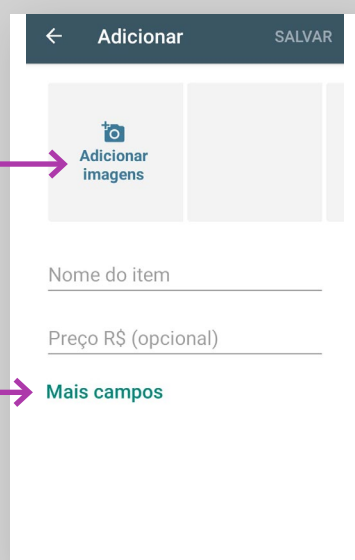 Adicionar SALVAR
Adicionar
imagens
Nome do item
Preço R$ (opcional)
Mais campos